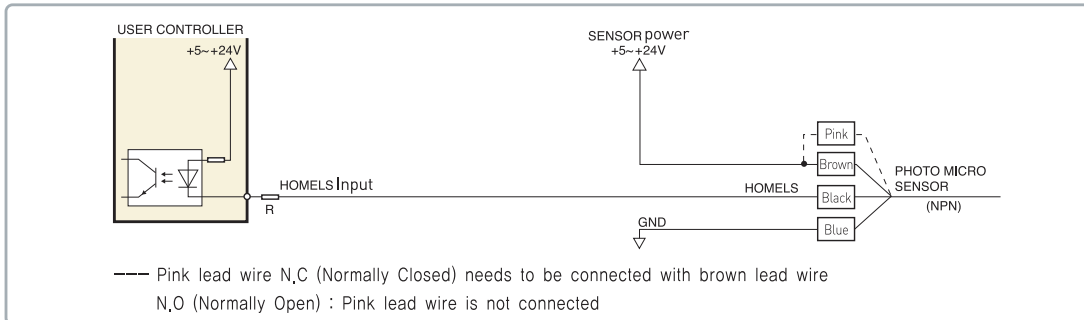 USER CONTROLLER
+5~+24V
SENSOR power
+5~+24V
Pink
Brown
HOMELS Input
R
HOMELS
Black
PHOTO MICRO
SENSOR
(NPN)
GND
Blue
--- Pink lead wire N.C (Normally Closed) needs to be connected with brown lead wire
N.O (Normally Open) : Pink lead wire is not connected